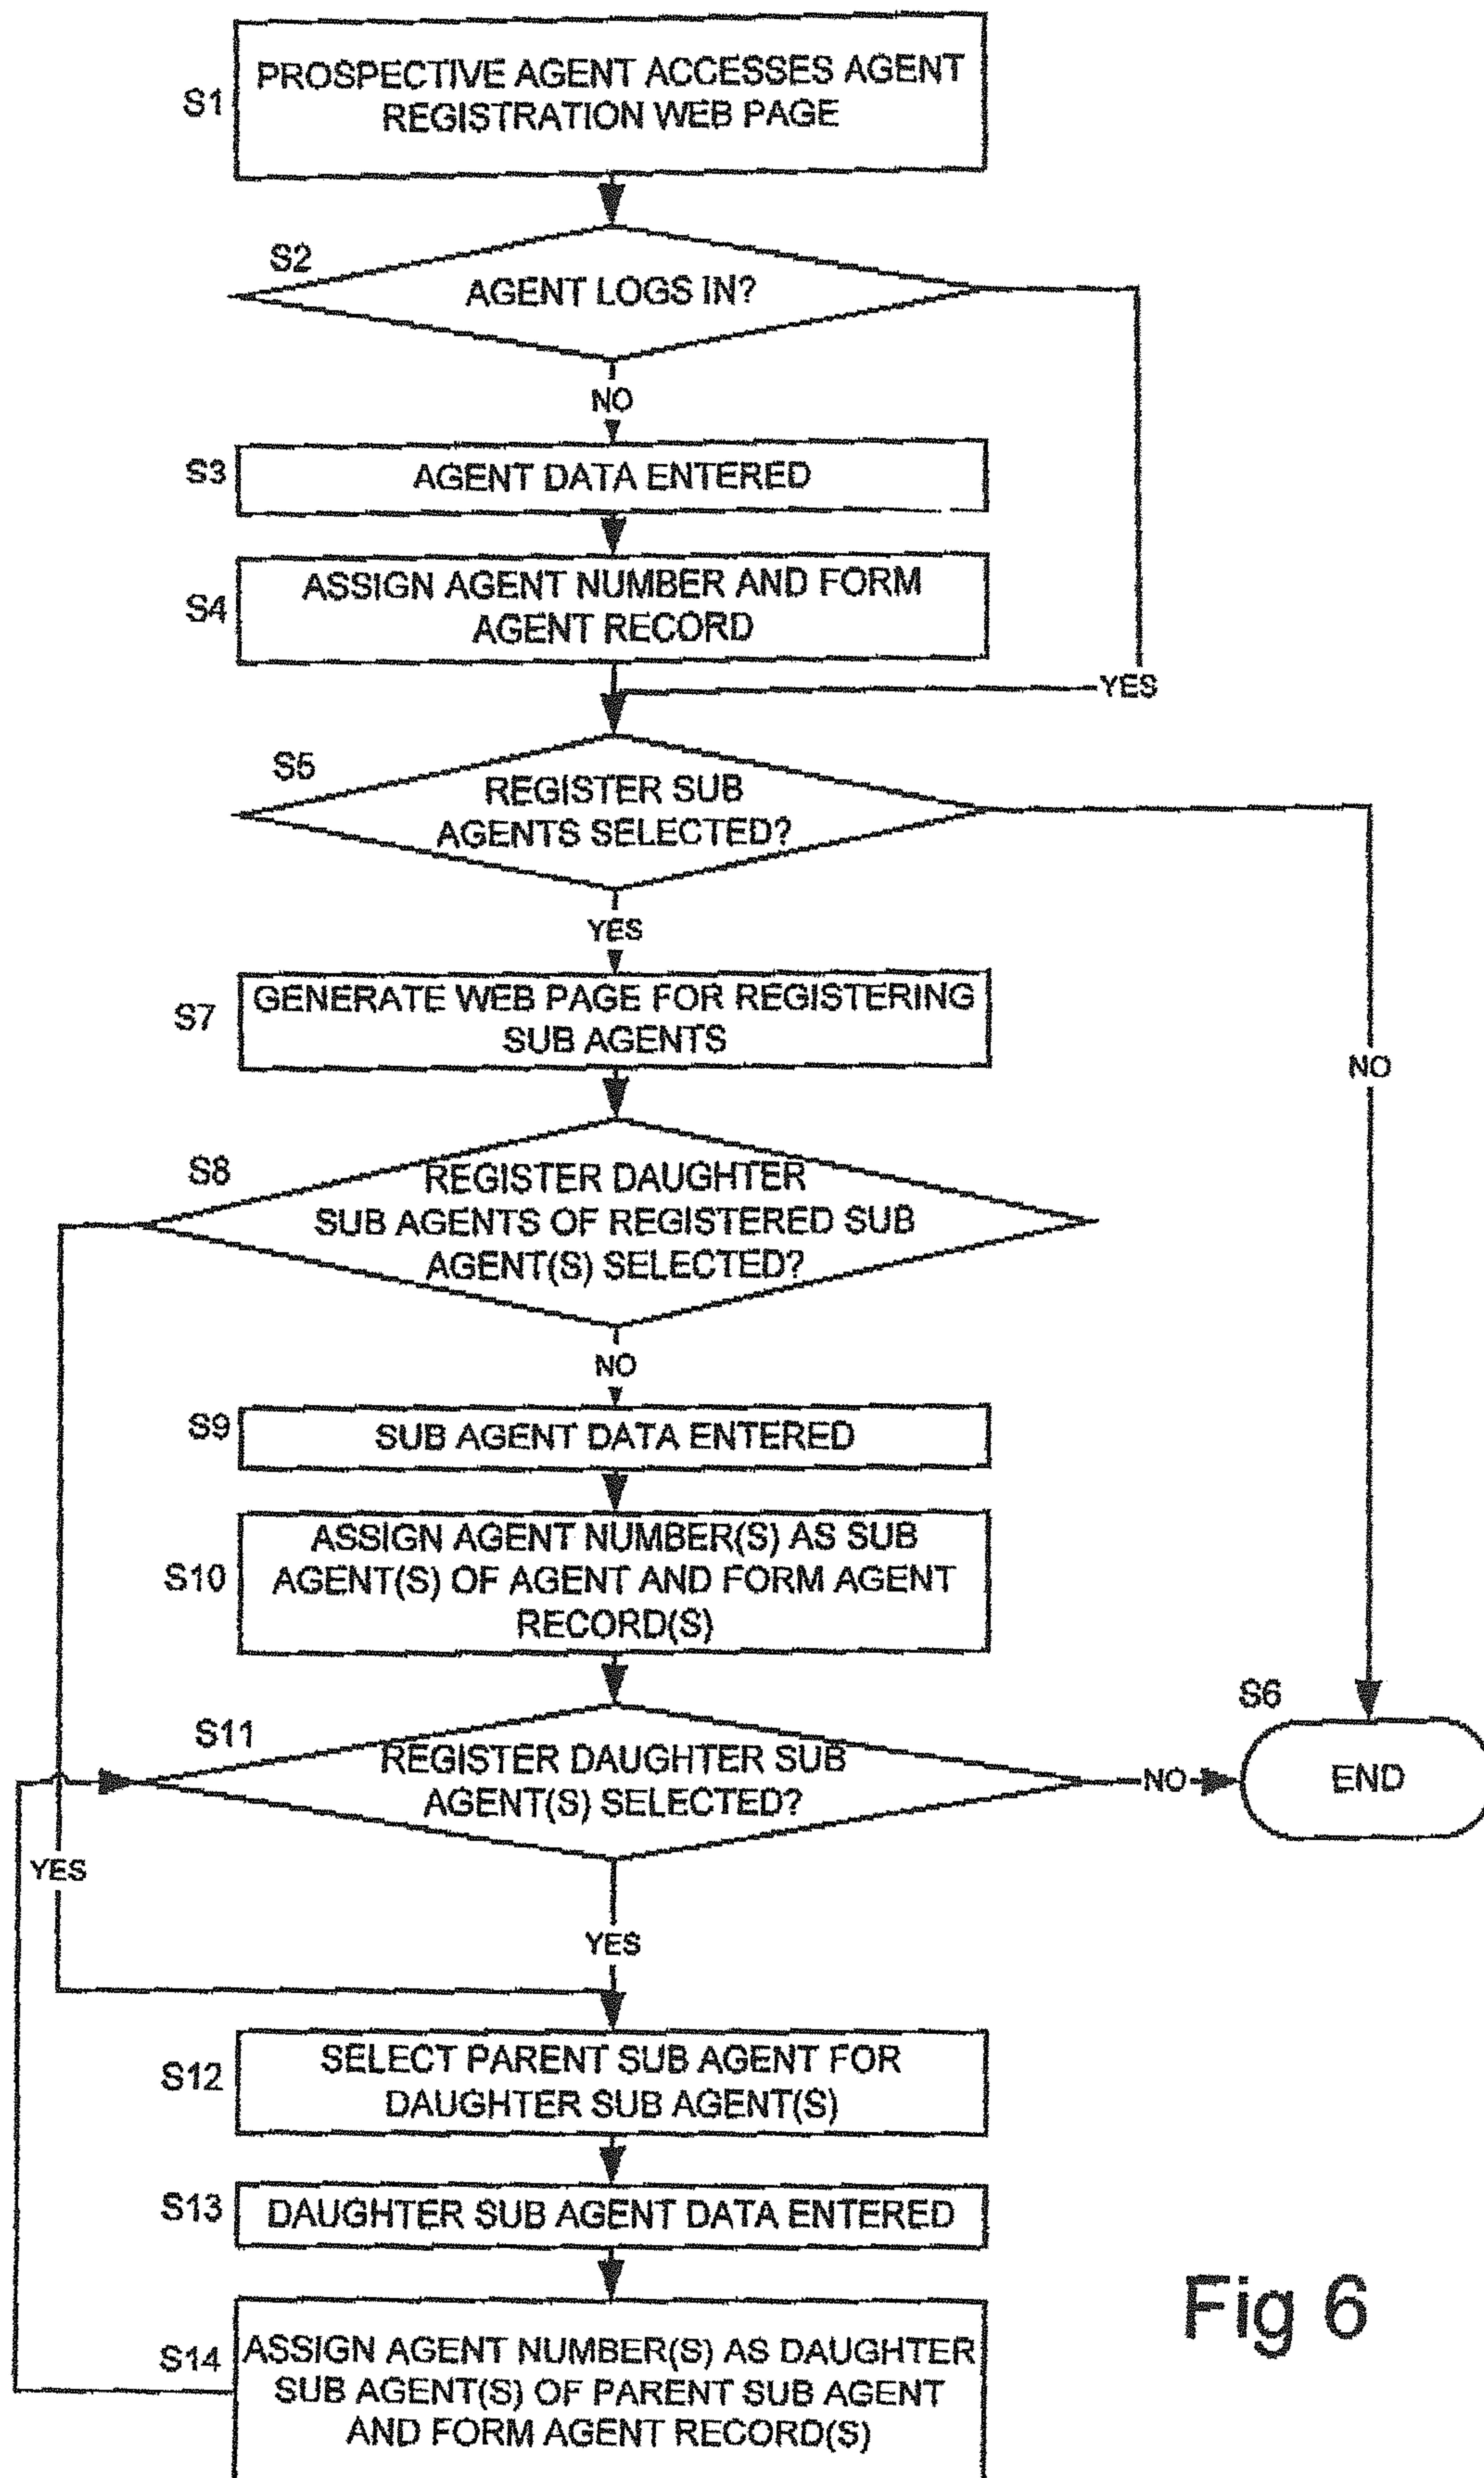 PROSPECTIVE AGENT ACCESSES AGENT
REGISTRATION WEB PAGE
S1
S2
AGENT LOGS IN?
NO
S3
AGENT DATA ENTERED
S4
ASSIGN AGENT NUMBER AND FORM
AGENT RECORD
YES
S5
REGISTER SUB
AGENTS SELECTED?
YES
S7
GENERATE WEB PAGE FOR REGISTERING
SUB AGENTS
NO
S8
REGISTER DAUGHTER
SUB AGENTS OF REGISTERED SUB
AGENT(S) SELECTED?
NO
S9
SUB AGENT DATA ENTERED
S10
ASSIGN AGENT NUMBER(S) AS SUB
AGENT(S) OF AGENT AND FORM AGENT
RECORD(S)
S6
END
S11
REGISTER DAUGHTER SUB
AGENT(S) SELECTED?
NO
YES
YES
S12
SELECT PARENT SUB AGENT FOR
DAUGHTER SUB AGENT(S)
S13
DAUGHTER SUB AGENT DATA ENTERED
S14
ASSIGN AGENT NUMBER(S) AS DAUGHTER
SUB AGENT(S) OF PARENT SUB AGENT
AND FORM AGENT RECORD(S)
Fig 6